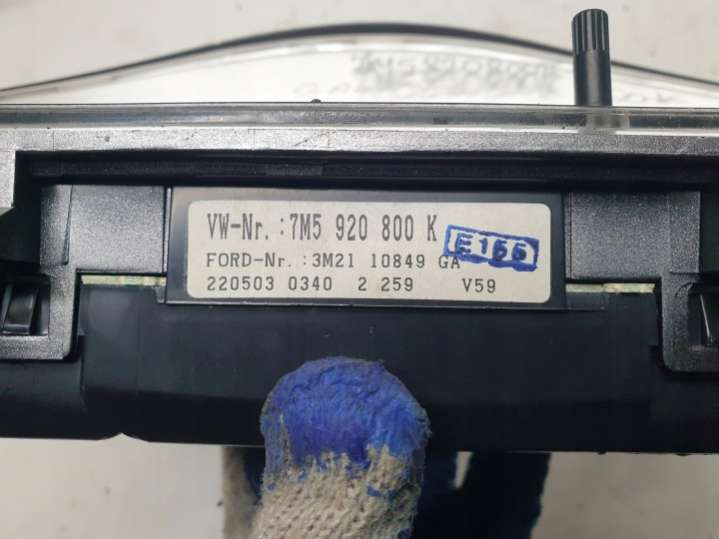 VW-Nr.:7M5 920 800 K
E155
FORD-Nr.:3M21 10849 GA
220503 0340 2 259 V59